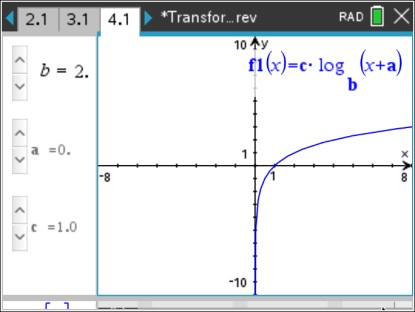 2.1 3.1 4.1 *Transfor...rev RAD
10 y
f1(x)=c· log b (x+a)
b = 2.
a =0.
1
x
-8 1 8
c =1.0
-10